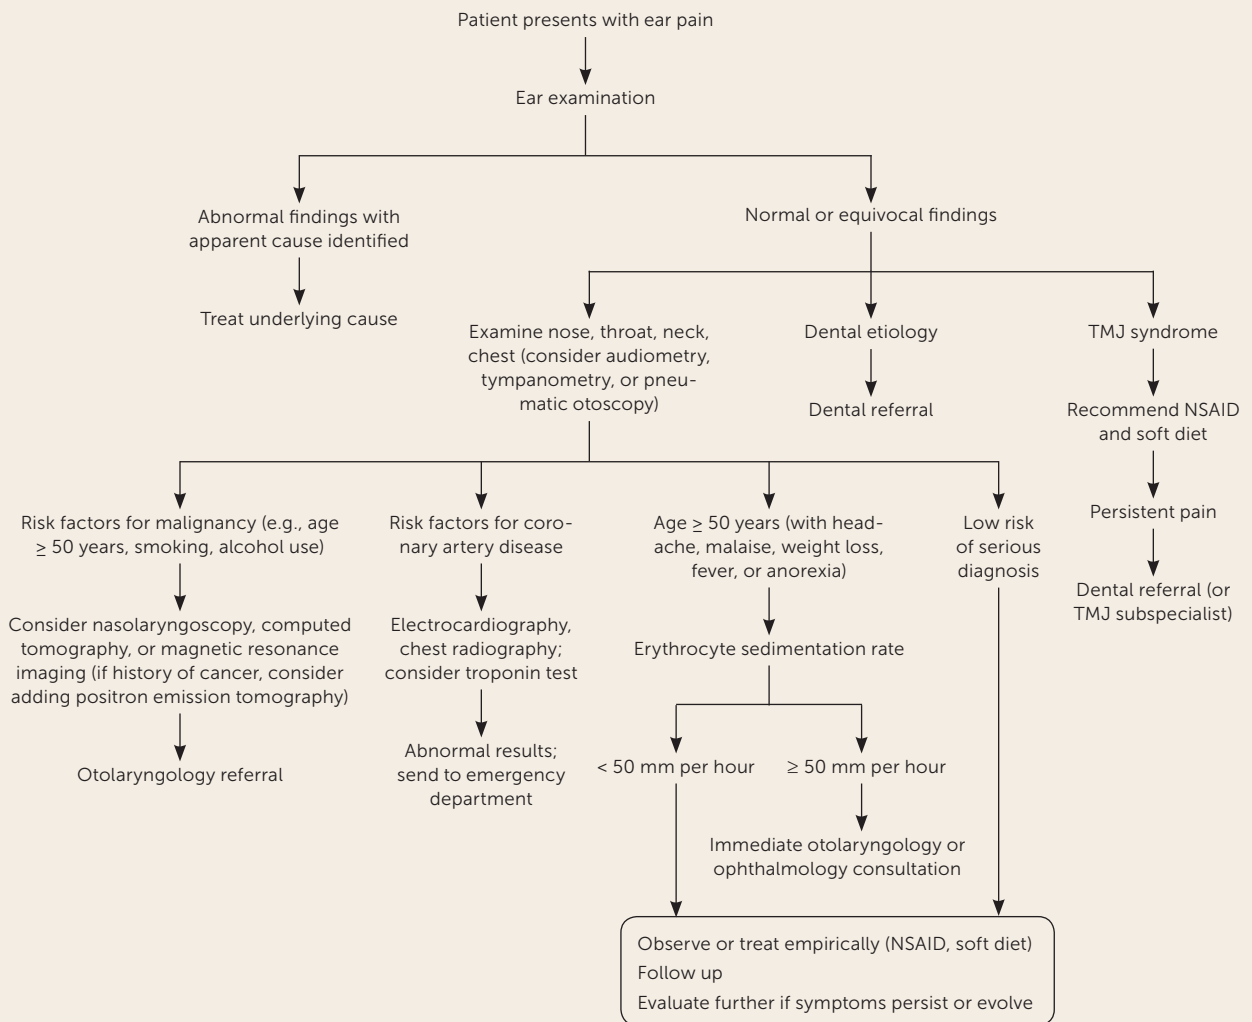 Patient presents with ear pain
Ear examination
Abnormal findings with
apparent cause identified
Treat underlying cause
Normal or equivocal findings
Examine nose, throat, neck,
chest (consider audiometry,
tympanometry, or pneu-
matic otoscopy)
Dental etiology
Dental referral
TMJ syndrome
Recommend NSAID
and soft diet
Persistent pain
Dental referral (or
TMJ subspecialist)
Risk factors for malignancy (e.g., age
≥ 50 years, smoking, alcohol use)
Consider nasolaryngoscopy, computed
tomography, or magnetic resonance
imaging (if history of cancer, consider
adding positron emission tomography)
Otolaryngology referral
Risk factors for coro-
nary artery disease
Electrocardiography,
chest radiography;
consider troponin test
Abnormal results;
send to emergency
department
Age ≥ 50 years (with head-
ache, malaise, weight loss,
fever, or anorexia)
Erythrocyte sedimentation rate
< 50 mm per hour
≥ 50 mm per hour
Immediate otolaryngology or
ophthalmology consultation
Low risk
of serious
diagnosis
Observe or treat empirically (NSAID, soft diet)
Follow up
Evaluate further if symptoms persist or evolve